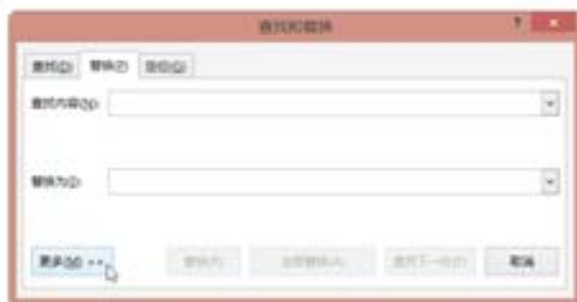 查找和替换
查找(D) 替换(P) 定位(G)
查找内容(N):
替换为(I):
更多(M) >> 替换(R) 全部替换(A) 查找下一处(F) 取消